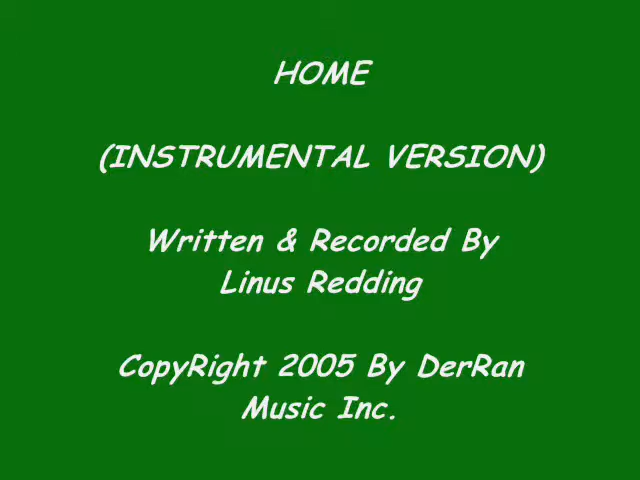 HOME
(INSTRUMENTAL VERSION)
Written & Recorded By
Linus Redding
CopyRight 2005 By DerRan
Music Inc.